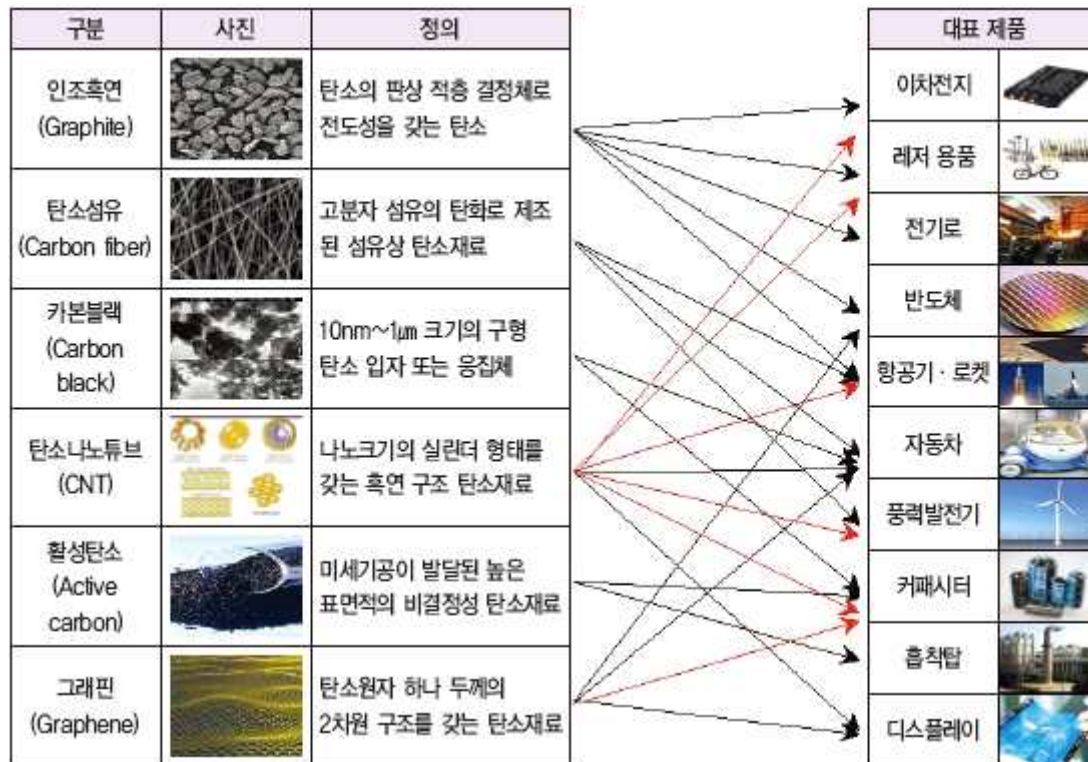 구분 사진 정의
인조흑연
(Graphite)
탄소의 판상 적층 결정체로
전도성을 갖는 탄소
탄소섬유
(Carbon fiber)
고분자 섬유의 탄화로 제조
된 섬유상 탄소재료
카본블랙
(Carbon
black)
10nm~1㎛ 크기의 구형
탄소 입자 또는 응집체
탄소나노튜브
(CNT)
나노크기의 실린더 형태를
갖는 흑연 구조 탄소재료
활성탄소
(Active
carbon)
미세기공이 발달된 높은
표면적의 비결정성 탄소재료
그래핀
(Graphene)
탄소원자 하나 두께의
2차원 구조를 갖는 탄소재료
대표 제품
이차전지
레저 용품
전기로
반도체
항공기 · 로켓
자동차
풍력발전기
커패시터
흡착탑
디스플레이